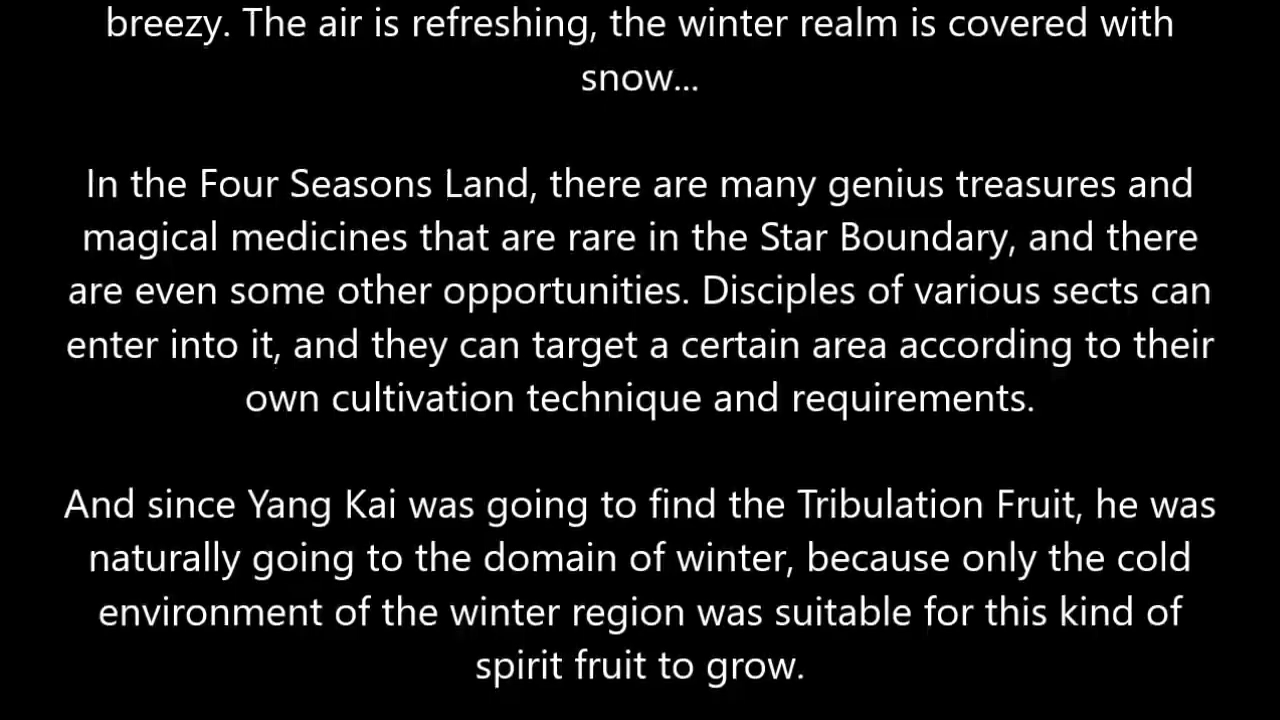 breezy. The air is refreshing, the winter realm is covered with
snow...
In the Four Seasons Land, there are many genius treasures and
magical medicines that are rare in the Star Boundary, and there
are even some other opportunities. Disciples of various sects can
enter into it, and they can target a certain area according to their
own cultivation technique and requirements.
And since Yang Kai was going to find the Tribulation Fruit, he was
naturally going to the domain of winter, because only the cold
environment of the winter region was suitable for this kind of
spirit fruit to grow.